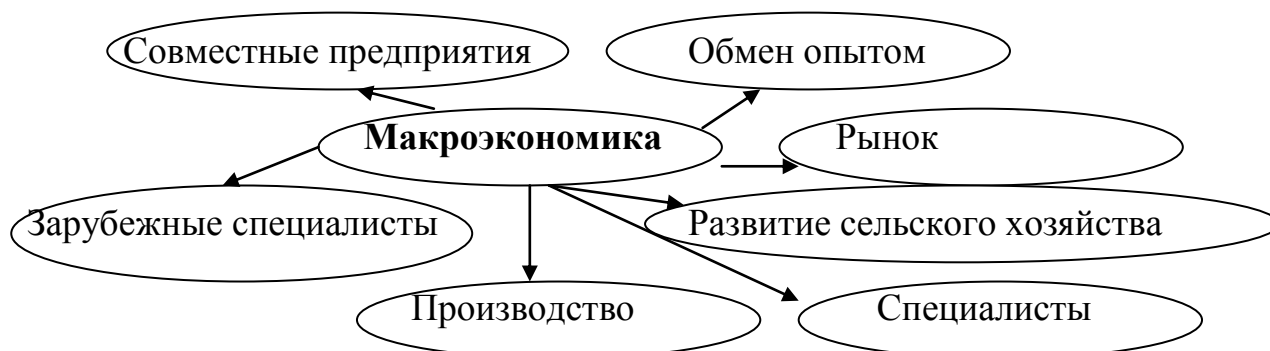 Совместные предприятия
Обмен опытом
Макроэкономика
Рынок
Зарубежные специалисты
Развитие сельского хозяйства
Производство
Специалисты